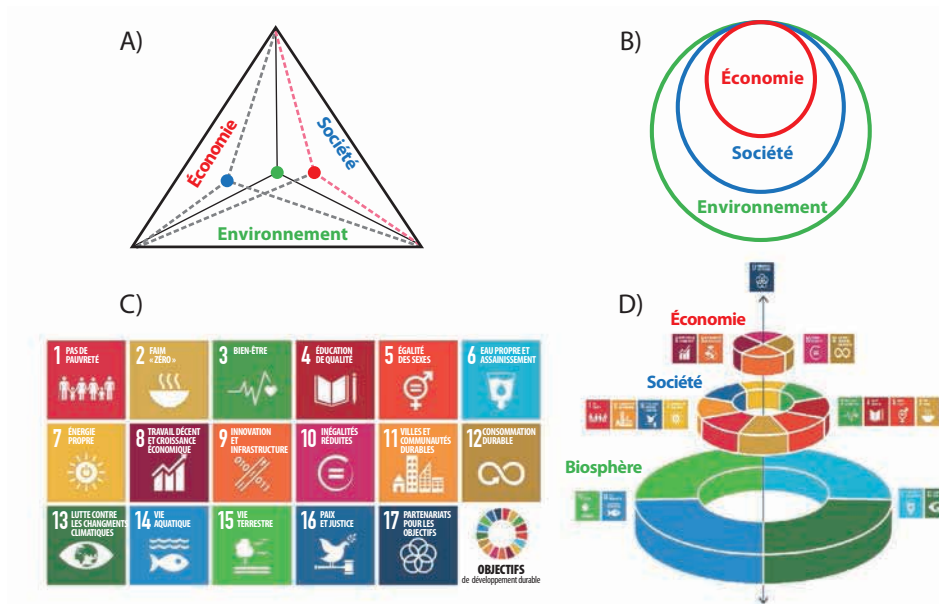 A)
Économie
Société
Environnement
B)
Économie
Société
Environnement
C)
1 PAS DE
PAUVRETÉ
2 FAIM
« ZÉRO »
3 BIEN-ÊTRE
4 ÉDUCATION
DE QUALITÉ
5 ÉGALITÉ
DES SEXES
6 EAU PROPRE ET
ASSAINISSEMENT
7 ÉNERGIE
PROPRE
8 TRAVAIL DÉCENT
ET CROISSANCE
ÉCONOMIQUE
9 INNOVATION
ET
INFRASTRUCTURE
10 INÉGALITÉS
RÉDUITES
11 VILLES ET
COMMUNAUTÉS
DURABLES
12 CONSOMMATION
DURABLE
13 LUTTE CONTRE
LES CHANGMENTS
CLIMATIQUES
14 VIE
AQUATIQUE
15 VIE
TERRESTRE
16 PAIX
ET JUSTICE
17 PARTENARIATS
POUR LES
OBJECTIFS
OBJECTIFS
de développement durable
D)
Économie
Société
Biosphère